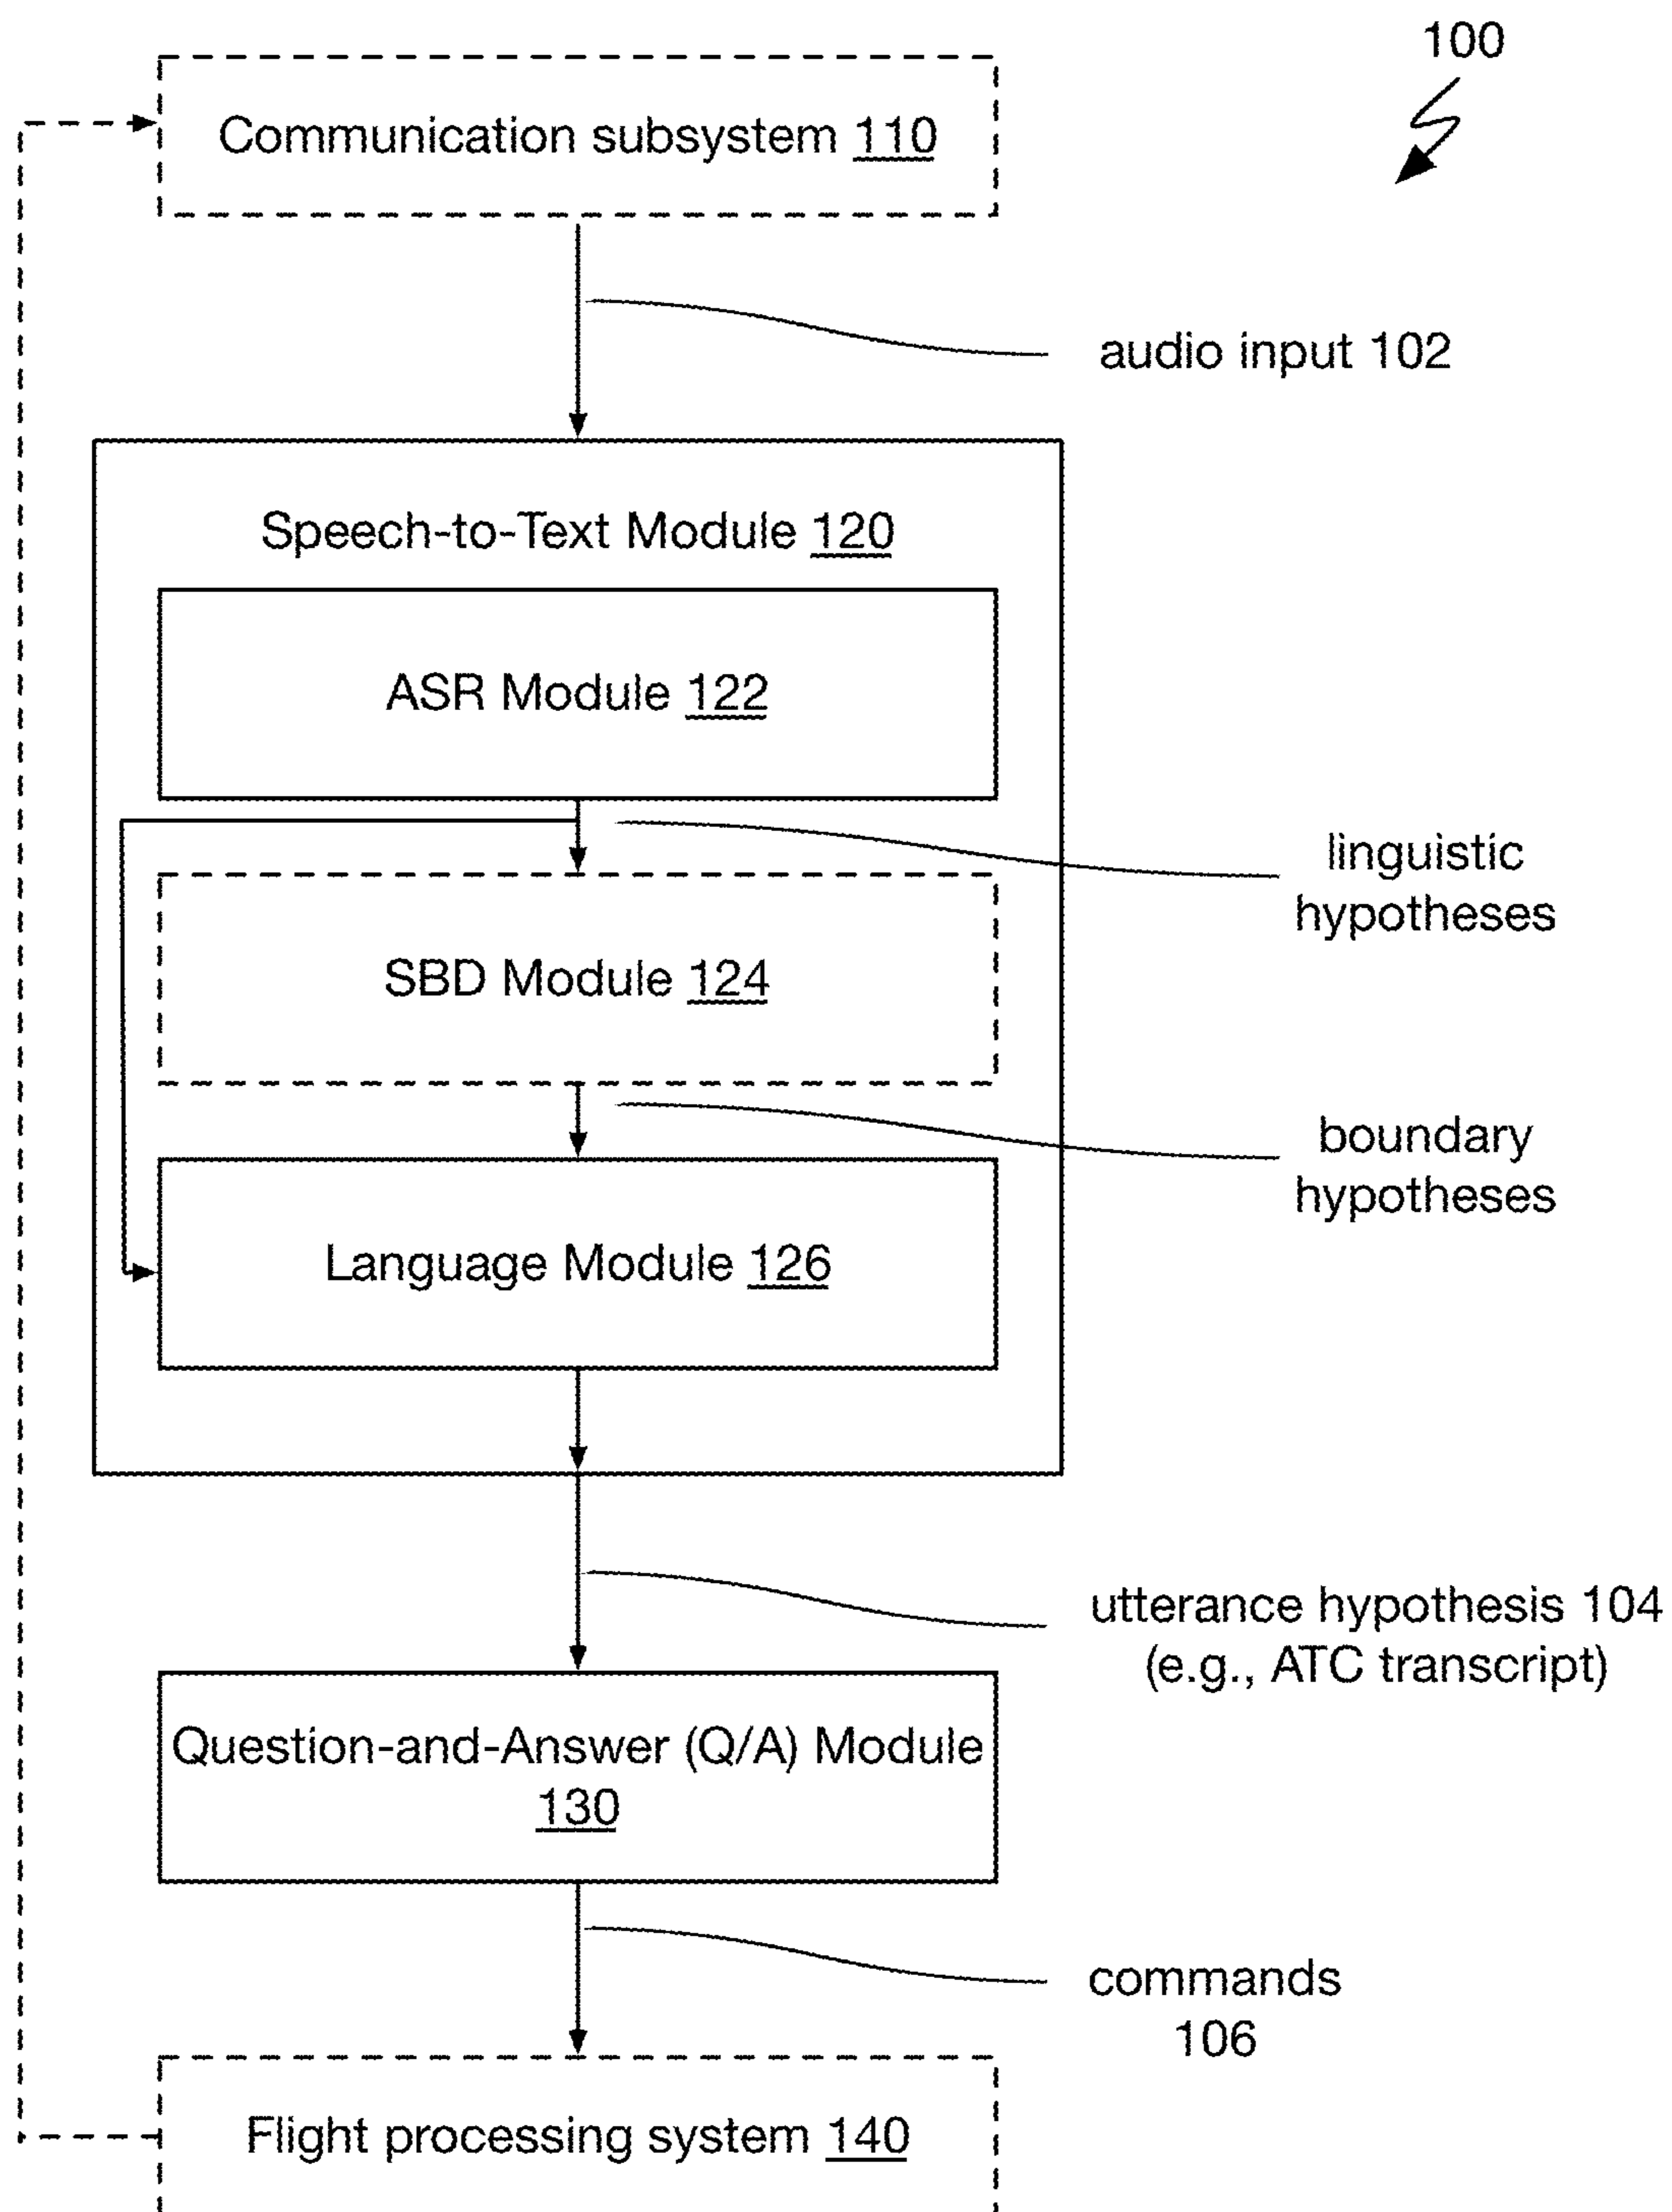 100
Communication subsystem 110
audio input 102
Speech-to-Text Module 120
ASR Module 122
linguistic
hypotheses
SBD Module 124
boundary
hypotheses
Language Module 126
utterance hypothesis 104
(e.g., ATC transcript)
Question-and-Answer (Q/A) Module
130
commands
106
Flight processing system 140